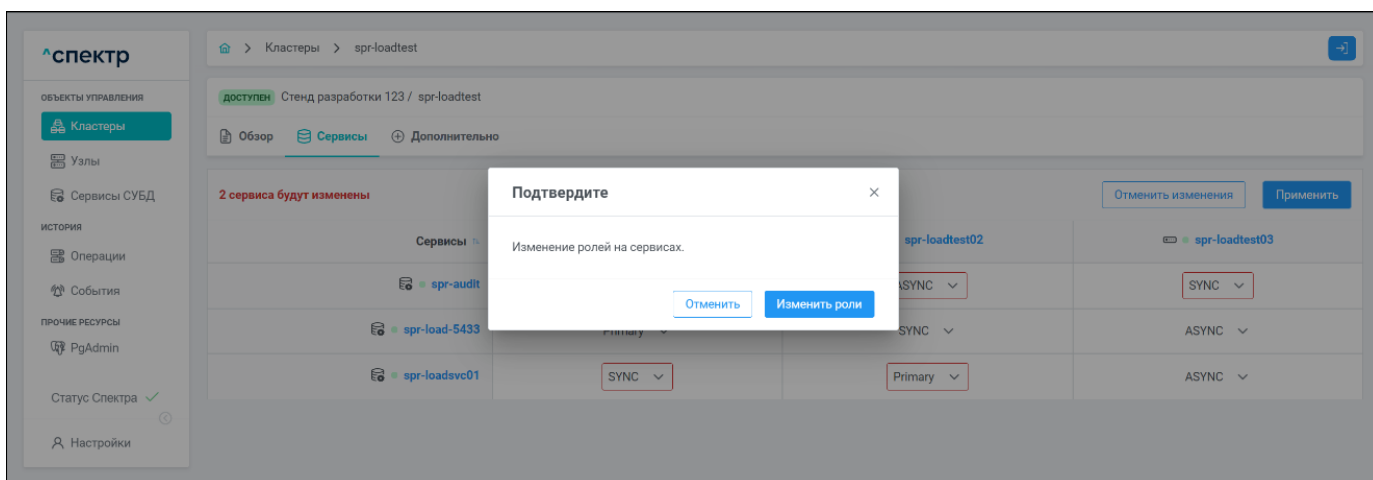 ^спектр
Кластеры > spr-loadtest
ОБЪЕКТЫ УПРАВЛЕНИЯ
Кластеры
Узлы
Сервисы СУБД
ИСТОРИЯ
Операции
События
ПРОЧИЕ РЕСУРСЫ
PgAdmin
Статус Спектра
Настройки
ДОСТУПЕН Стенд разработки 123 / spr-loadtest
Обзор Сервисы Дополнительно
2 сервиса будут изменены Отменить изменения Применить
Подтвердите
Изменение ролей на сервисах.
Отменить Изменить роли
Сервисы spr-loadtest02 spr-loadtest03
spr-audit ASYNC SYNC
spr-load-5433 Primary SYNC ASYNC
spr-loadsvc01 SYNC Primary ASYNC